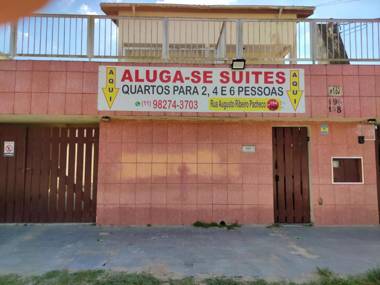 ALUGA-SE SUITES
QUARTOS PARA 2, 4 E 6 PESSOAS
(11) 98274-3703 Rua Augusto Ribeiro Pacheco
AQUI
AQUI